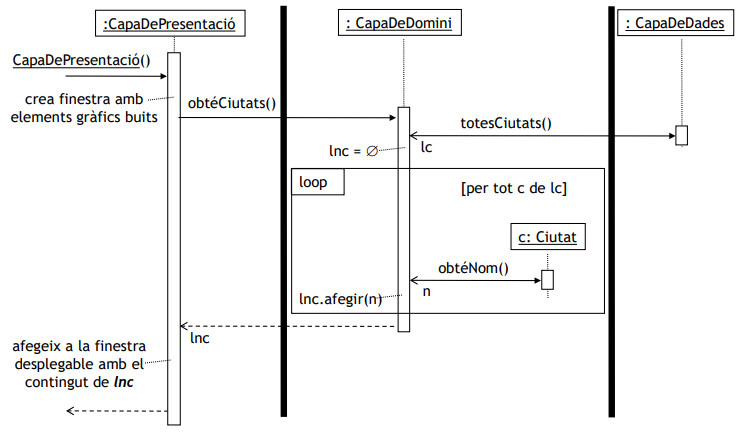 :CapaDePresentació
: CapaDeDomini
: CapaDeDades
CapaDePresentació()
crea finestra amb
elements gràfics buits
obtéCiutats()
totesCiutats()
lnc = ∅
lc
loop
[per tot c de lc]
c: Ciutat
obtéNom()
n
lnc.afegir(n)
lnc
afegeix a la finestra
desplegable amb el
contingut de lnc